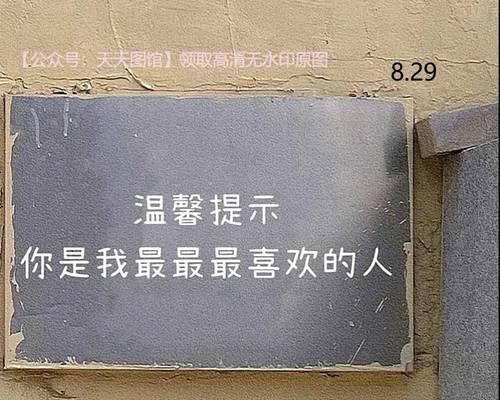 【公众号：天天图馆】领取高清无水印原图
8.29
温馨提示
你是我最最最喜欢的人